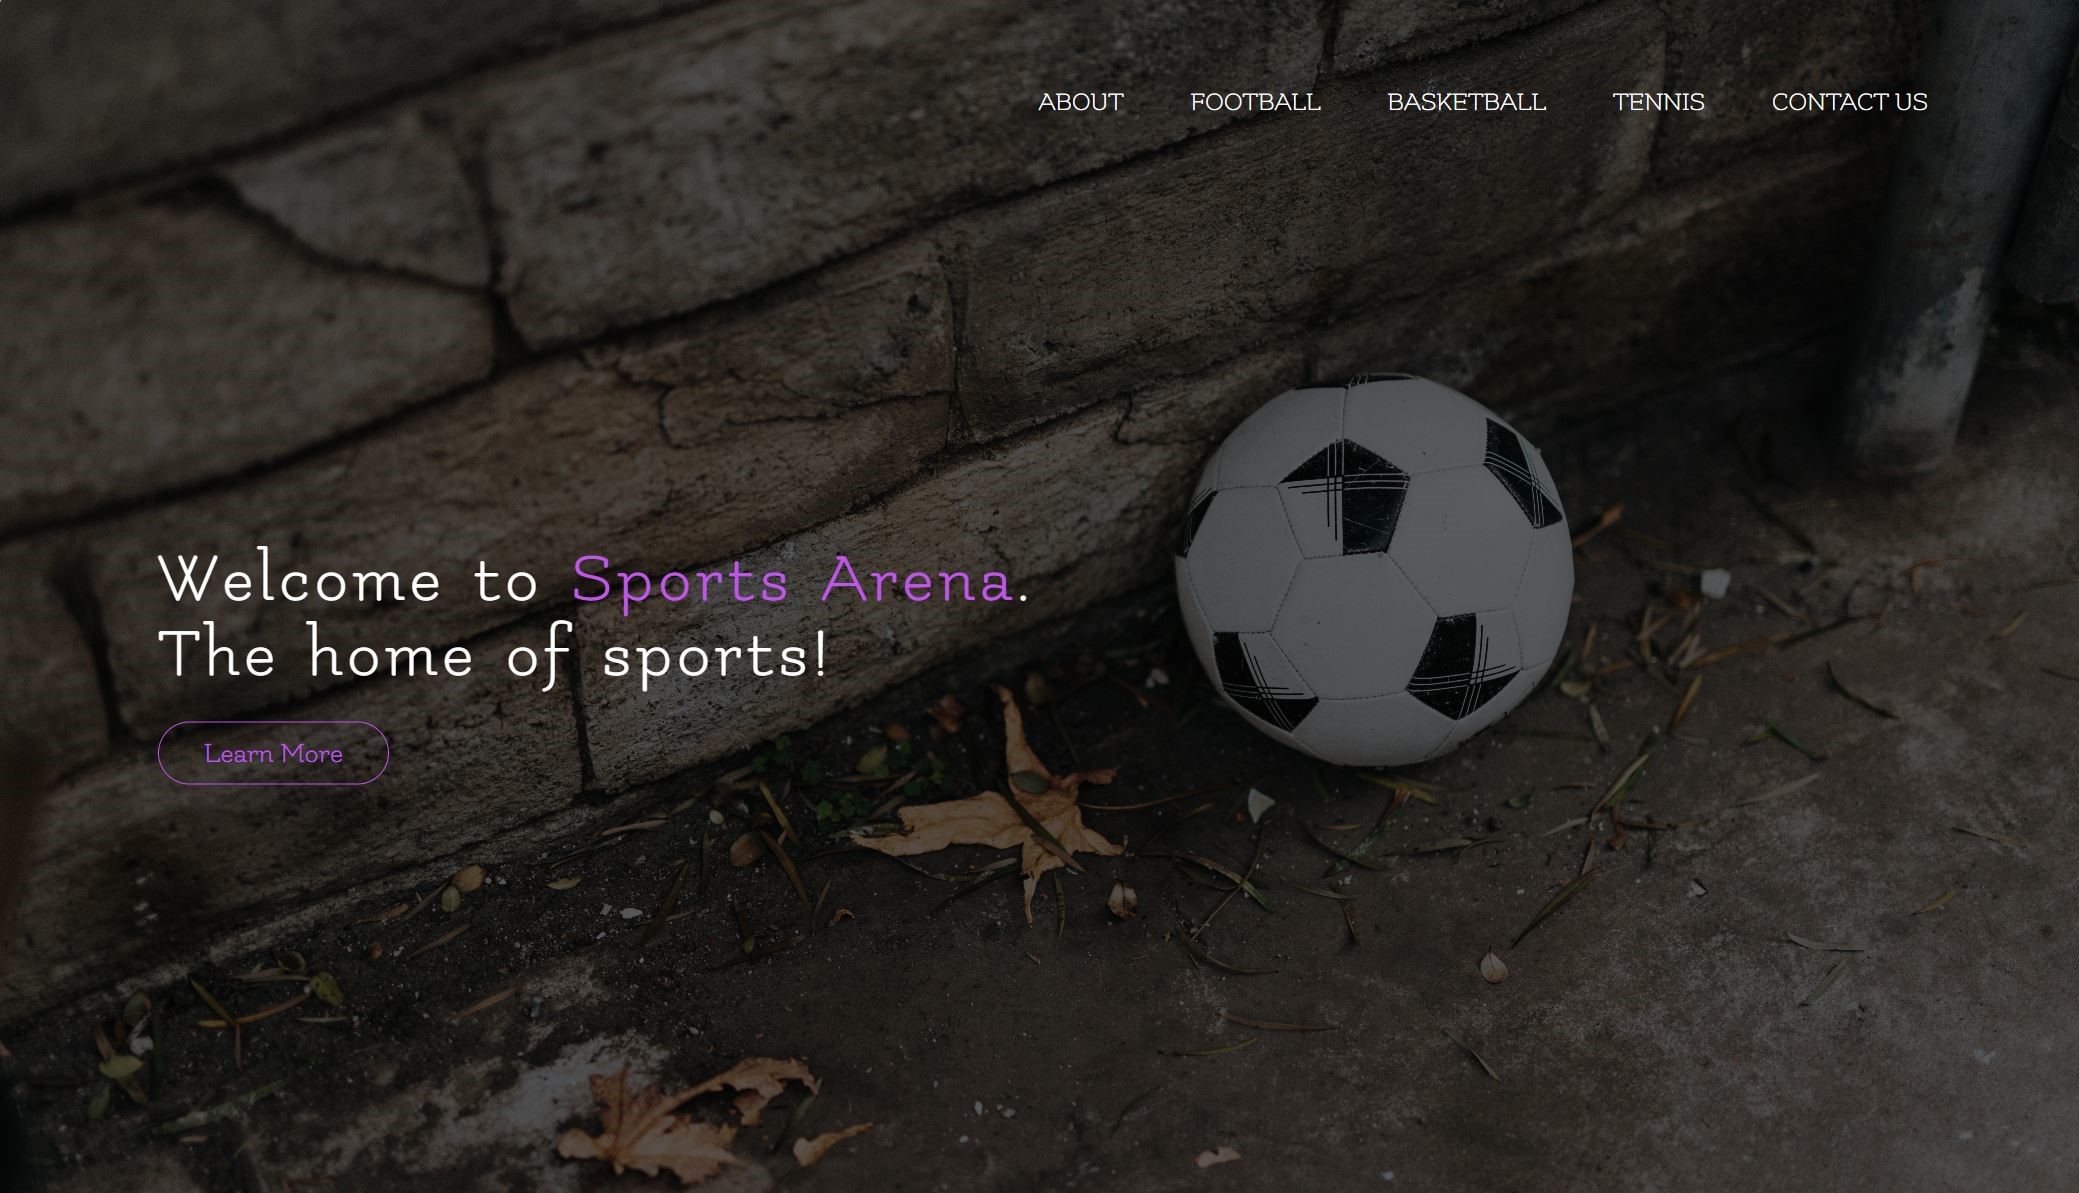 ABOUT FOOTBALL BASKETBALL TENNIS CONTACT US
Welcome to Sports Arena.
The home of sports!
Learn More